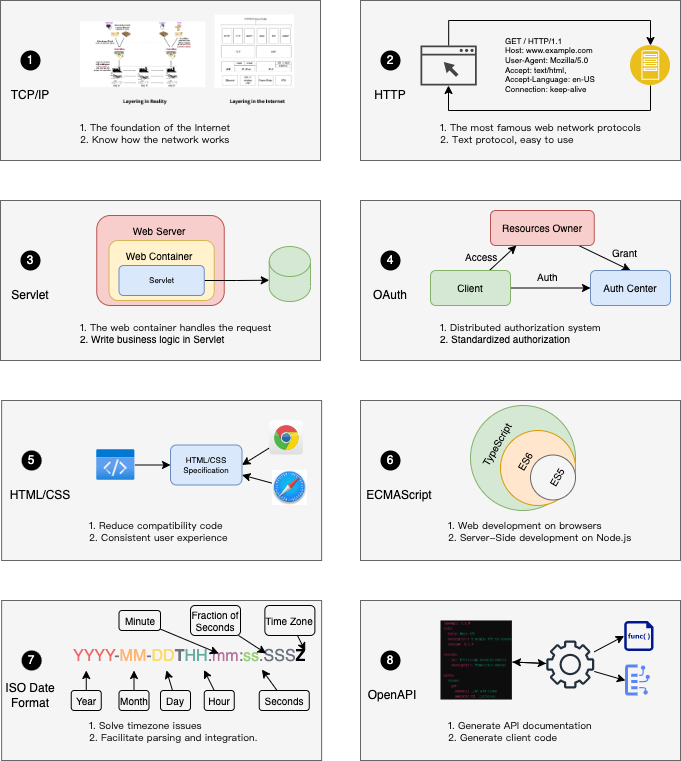 1
TCP/IP
Layering in Reality
Layering in the Internet
1. The foundation of the Internet
2. Know how the network works
2
HTTP
GET / HTTP/1.1
Host: www.example.com
User-Agent: Mozilla/5.0
Accept: text/html,
Accept-Language: en-US
Connection: keep-alive
1. The most famous web network protocols
2. Text protocol, easy to use
3
Servlet
Web Server
Web Container
Servlet
1. The web container handles the request
2. Write business logic in Servlet
4
OAuth
Resources Owner
Access
Grant
Client
Auth
Auth Center
1. Distributed authorization system
2. Standardized authorization
5
HTML/CSS
</>
HTML/CSS
Specification
1. Reduce compatibility code
2. Consistent user experience
6
ECMAScript
TypeScript
ES6
ES5
1. Web development on browsers
2. Server-Side development on Node.js
7
ISO Date
Format
Minute
Fraction of
Seconds
Time Zone
YYYY-MM-DDTHH:mm:ss.SSSZ
Year
Month
Day
Hour
Seconds
1. Solve timezone issues
2. Facilitate parsing and integration.
8
OpenAPI
func()
1. Generate API documentation
2. Generate client code